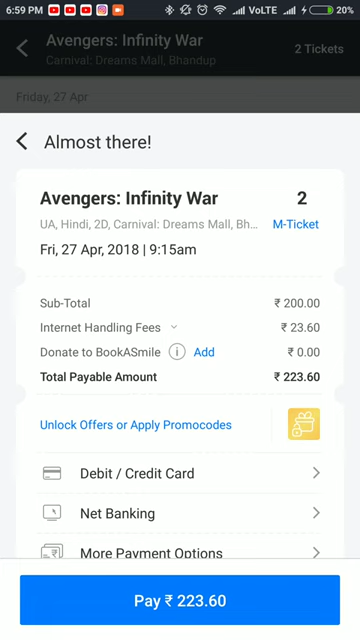 6:59 PM VoLTE 20%
Avengers: Infinity War
2 Tickets
Carnival: Dreams Mall, Bhandup
Friday, 27 Apr
Almost there!
Avengers: Infinity War 2
UA, Hindi, 2D, Carnival: Dreams Mall, Bh... M-Ticket
Fri, 27 Apr, 2018 | 9:15am
Sub-Total ₹ 200.00
Internet Handling Fees ₹ 23.60
Donate to BookASmile i Add ₹ 0.00
Total Payable Amount ₹ 223.60
Unlock Offers or Apply Promocodes
Debit / Credit Card
Net Banking
More Payment Options
Pay ₹ 223.60